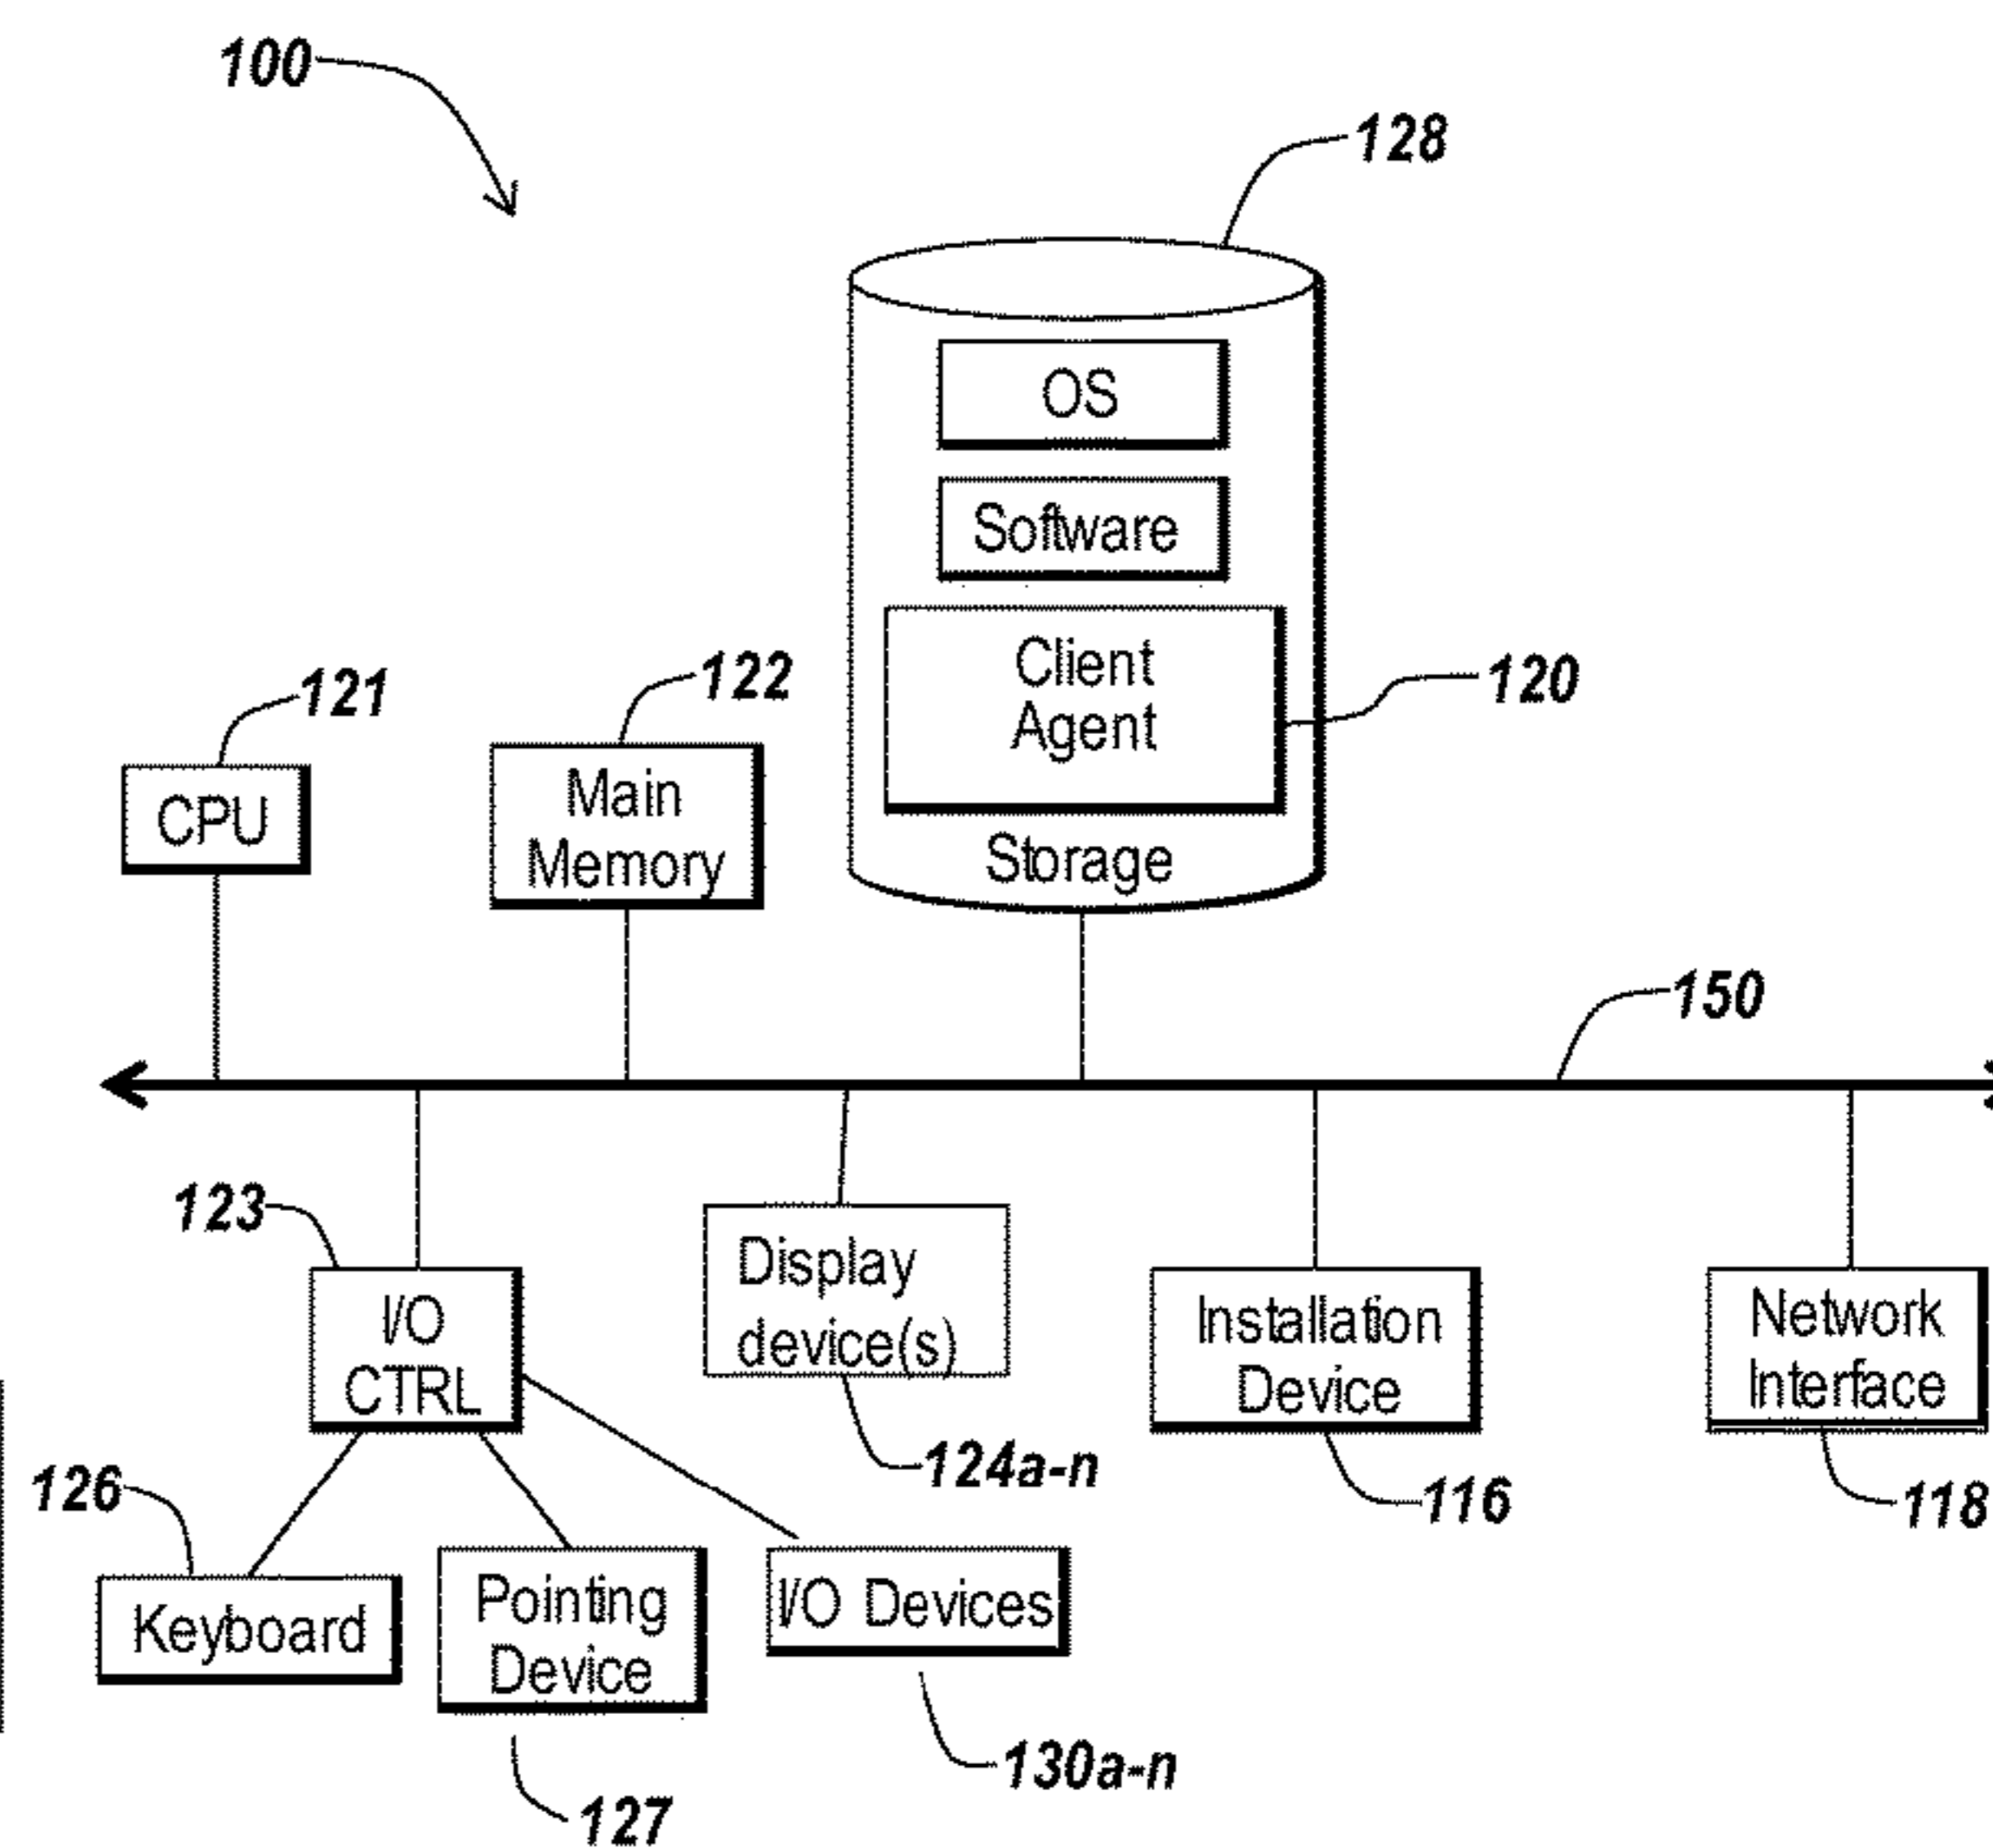 100
128
OS
Software
Client
Agent
120
Storage
121
CPU
122
Main
Memory
150
123
I/O
CTRL
Display
device(s)
124a-n
Installation
Device
116
Network
Interface
118
126
Keyboard
Pointing
Device
127
I/O Devices
130a-n